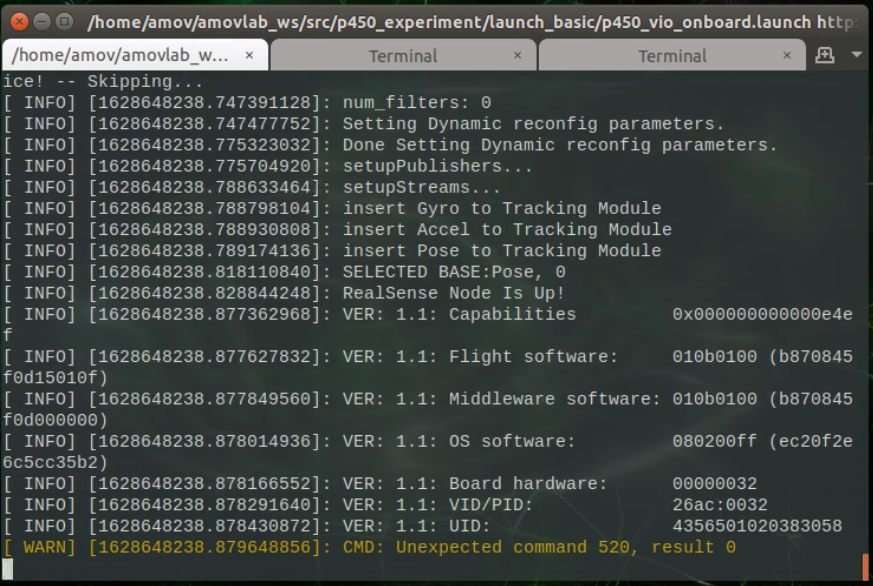 /home/amov/amovlab_ws/src/p450_experiment/launch_basic/p450_vio_onboard.launch http:
/home/amov/amovlab_w... × Terminal × Terminal ×
ice! -- Skipping...
[ INFO] [1628648238.747391128]: num_filters: 0
[ INFO] [1628648238.747477752]: Setting Dynamic reconfig parameters.
[ INFO] [1628648238.775323032]: Done Setting Dynamic reconfig parameters.
[ INFO] [1628648238.775704920]: setupPublishers...
[ INFO] [1628648238.788633464]: setupStreams...
[ INFO] [1628648238.788798104]: insert Gyro to Tracking Module
[ INFO] [1628648238.788930808]: insert Accel to Tracking Module
[ INFO] [1628648238.789174136]: insert Pose to Tracking Module
[ INFO] [1628648238.818110840]: SELECTED BASE:Pose, 0
[ INFO] [1628648238.828844248]: RealSense Node Is Up!
[ INFO] [1628648238.877362968]: VER: 1.1: Capabilities         0x000000000000e4e
f
[ INFO] [1628648238.877627832]: VER: 1.1: Flight software:     010b0100 (b870845
f0d15010f)
[ INFO] [1628648238.877849560]: VER: 1.1: Middleware software: 010b0100 (b870845
f0d000000)
[ INFO] [1628648238.878014936]: VER: 1.1: OS software:         080200ff (ec20f2e
6c5cc35b2)
[ INFO] [1628648238.878166552]: VER: 1.1: Board hardware:      00000032
[ INFO] [1628648238.878291640]: VER: 1.1: VID/PID:             26ac:0032
[ INFO] [1628648238.878430872]: VER: 1.1: UID:                 4356501020383058
[ WARN] [1628648238.879648856]: CMD: Unexpected command 520, result 0